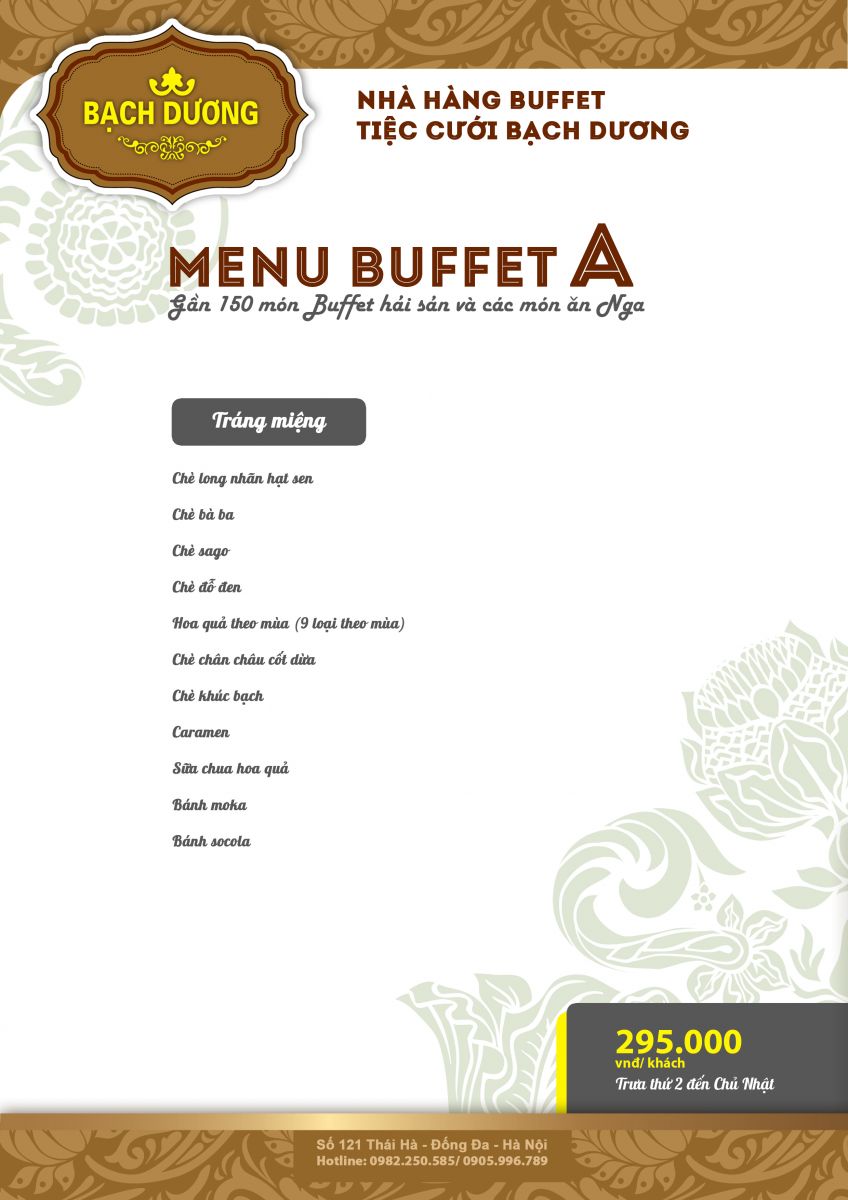 BẠCH DƯƠNG
NHÀ HÀNG BUFFET
TIỆC CƯỚI BẠCH DƯƠNG
MENU BUFFET A
Gần 150 món Buffet hải sản và các món ăn Nga
Tráng miệng
Chè long nhãn hạt sen
Chè bà ba
Chè sago
Chè đỗ đen
Hoa quả theo mùa (9 loại theo mùa)
Chè chân châu cốt dừa
Chè khúc bạch
Caramen
Sữa chua hoa quả
Bánh moka
Bánh socola
295.000
vnđ/ khách
Trưa thứ 2 đến Chủ Nhật
Số 121 Thái Hà - Đống Đa - Hà Nội
Hotline: 0982.250.585/ 0905.996.789